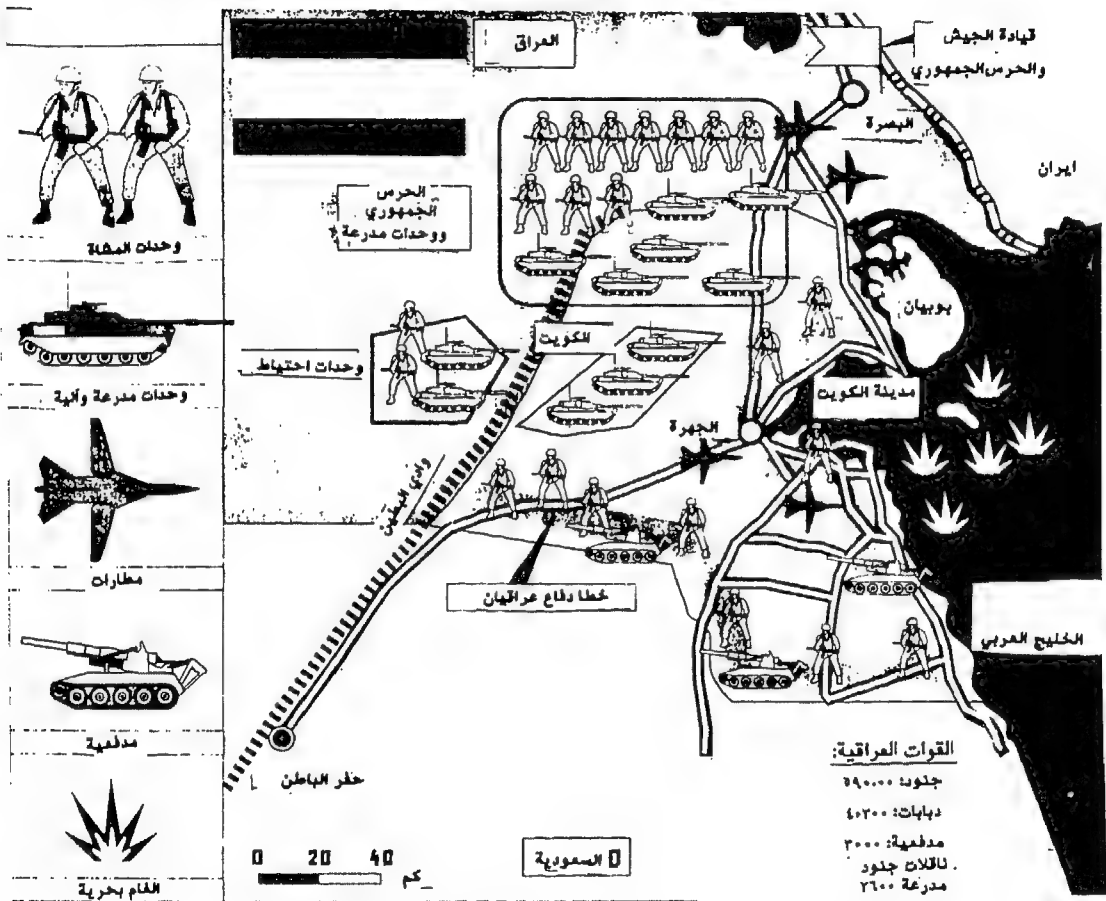 قيادة الجيش
والحرس الجمهوري
العراق
البصرة
ايران
الحرس
الجمهوري
ووحدات مدرعة
وحدات المشاة
بوبيان
الكويت
وحدات احتياط
مدينة الكويت
وحدات مدرعة وآلية
الجهرة
وادي الباطن
مطارات
خطا دفاع عراقيان
الخليج العربي
مدفعية
حفر الباطن
القوات العراقية:
جنود: ٥٩٠.٠٠٠
دبابات: ٤.٢٠٠
مدفعية: ٣٠٠٠
ناقلات جنود
مدرعة ٢٦٠٠
0 20 40
كم
السعودية
الغام بحرية